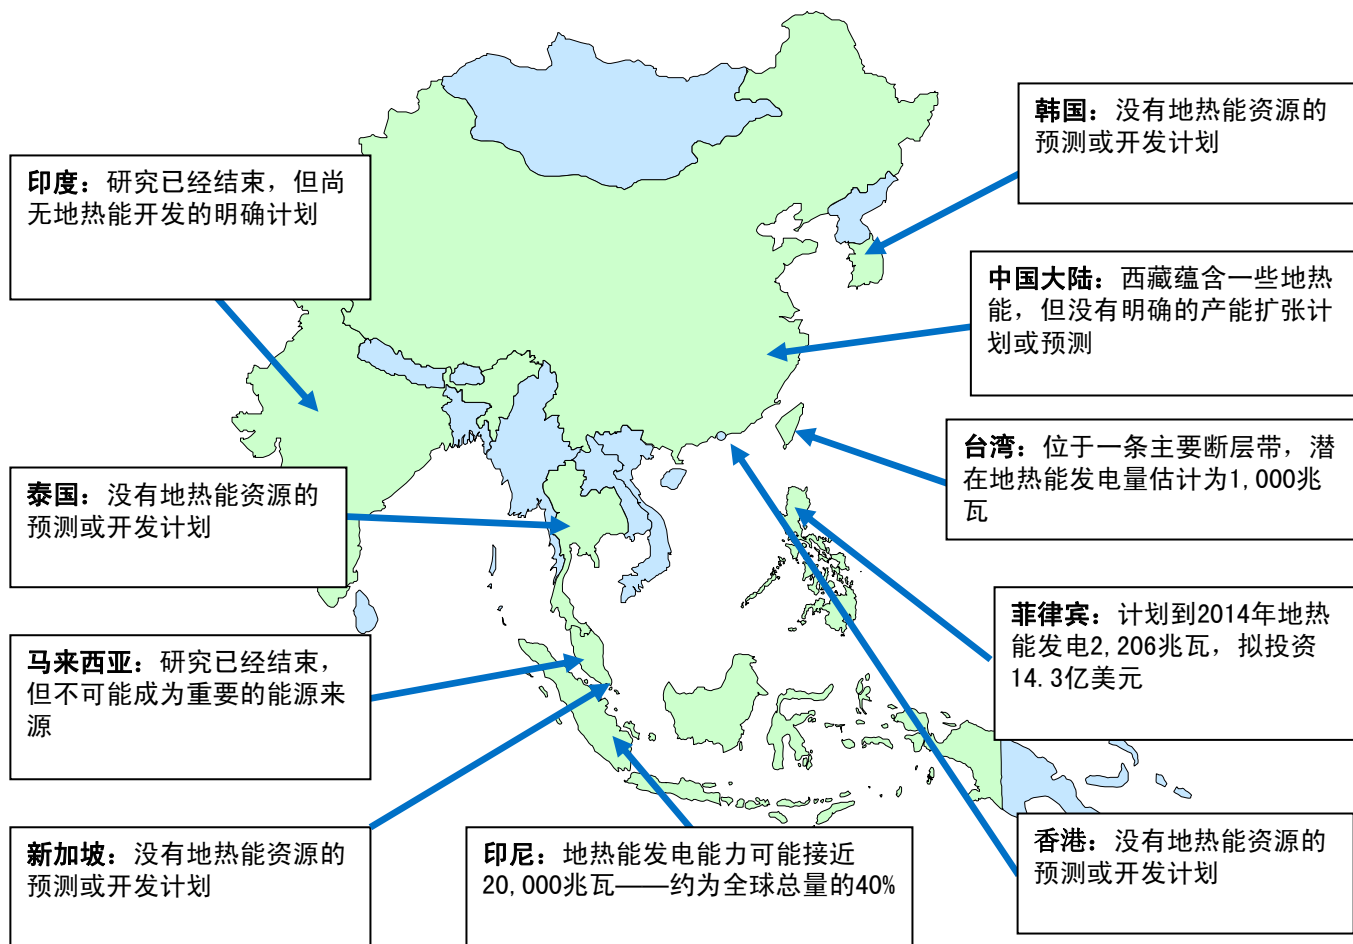 韩国：没有地热能资源的
预测或开发计划
印度：研究已经结束，但尚
无地热能开发的明确计划
中国大陆：西藏蕴含一些地热
能，但没有明确的产能扩张计
划或预测
台湾：位于一条主要断层带，潜
在地热能发电量估计为1,000兆
瓦
泰国：没有地热能资源的
预测或开发计划
菲律宾：计划到2014年地热
能发电2,206兆瓦，拟投资
14.3亿美元
马来西亚：研究已经结束，
但不可能成为重要的能源来
源
新加坡：没有地热能资源的
预测或开发计划
印尼：地热能发电能力可能接近
20,000兆瓦——约为全球总量的40%
香港：没有地热能资源的
预测或开发计划